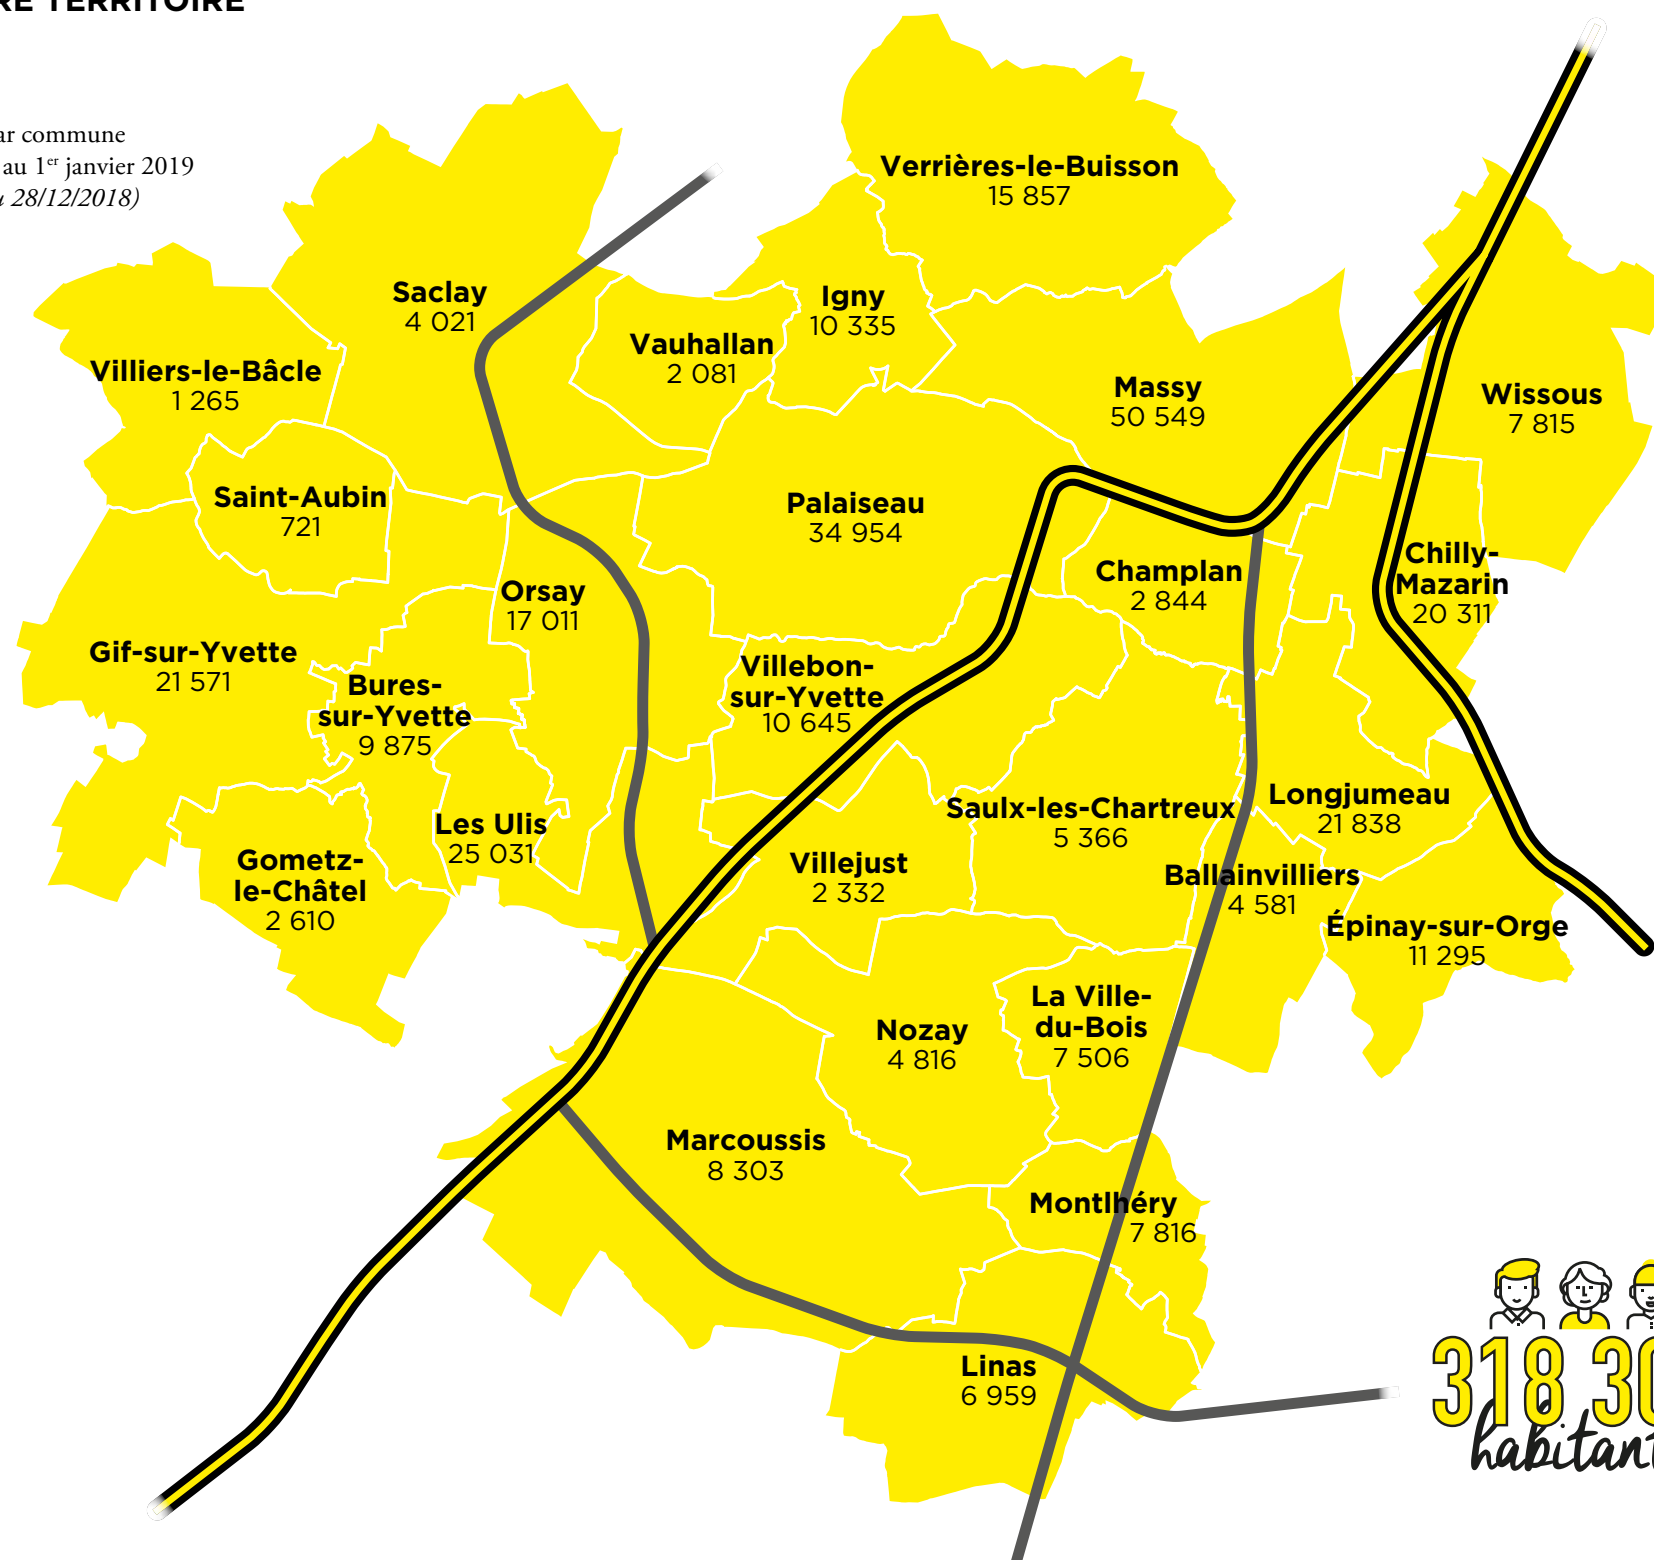 TERRITOIRE
commune
au 1er janvier 2019
28/12/2018)
Verrières-le-Buisson
15 857
Saclay
4 021
Igny
10 335
Vauhallan
2 081
Villiers-le-Bâcle
1 265
Massy
50 549
Wissous
7 815
Saint-Aubin
721
Palaiseau
34 954
Chilly-
Mazarin
20 311
Champlan
2 844
Orsay
17 011
Gif-sur-Yvette
21 571
Villebon-
sur-Yvette
10 645
Bures-
sur-Yvette
9 875
Saulx-les-Chartreux
5 366
Longjumeau
21 838
Les Ulis
25 031
Gometz-
le-Châtel
2 610
Villejust
2 332
Ballainvilliers
4 581
Épinay-sur-Orge
11 295
La Ville-
du-Bois
7 506
Nozay
4 816
Marcoussis
8 303
Montlhéry
7 816
Linas
6 959
318 30
habitant